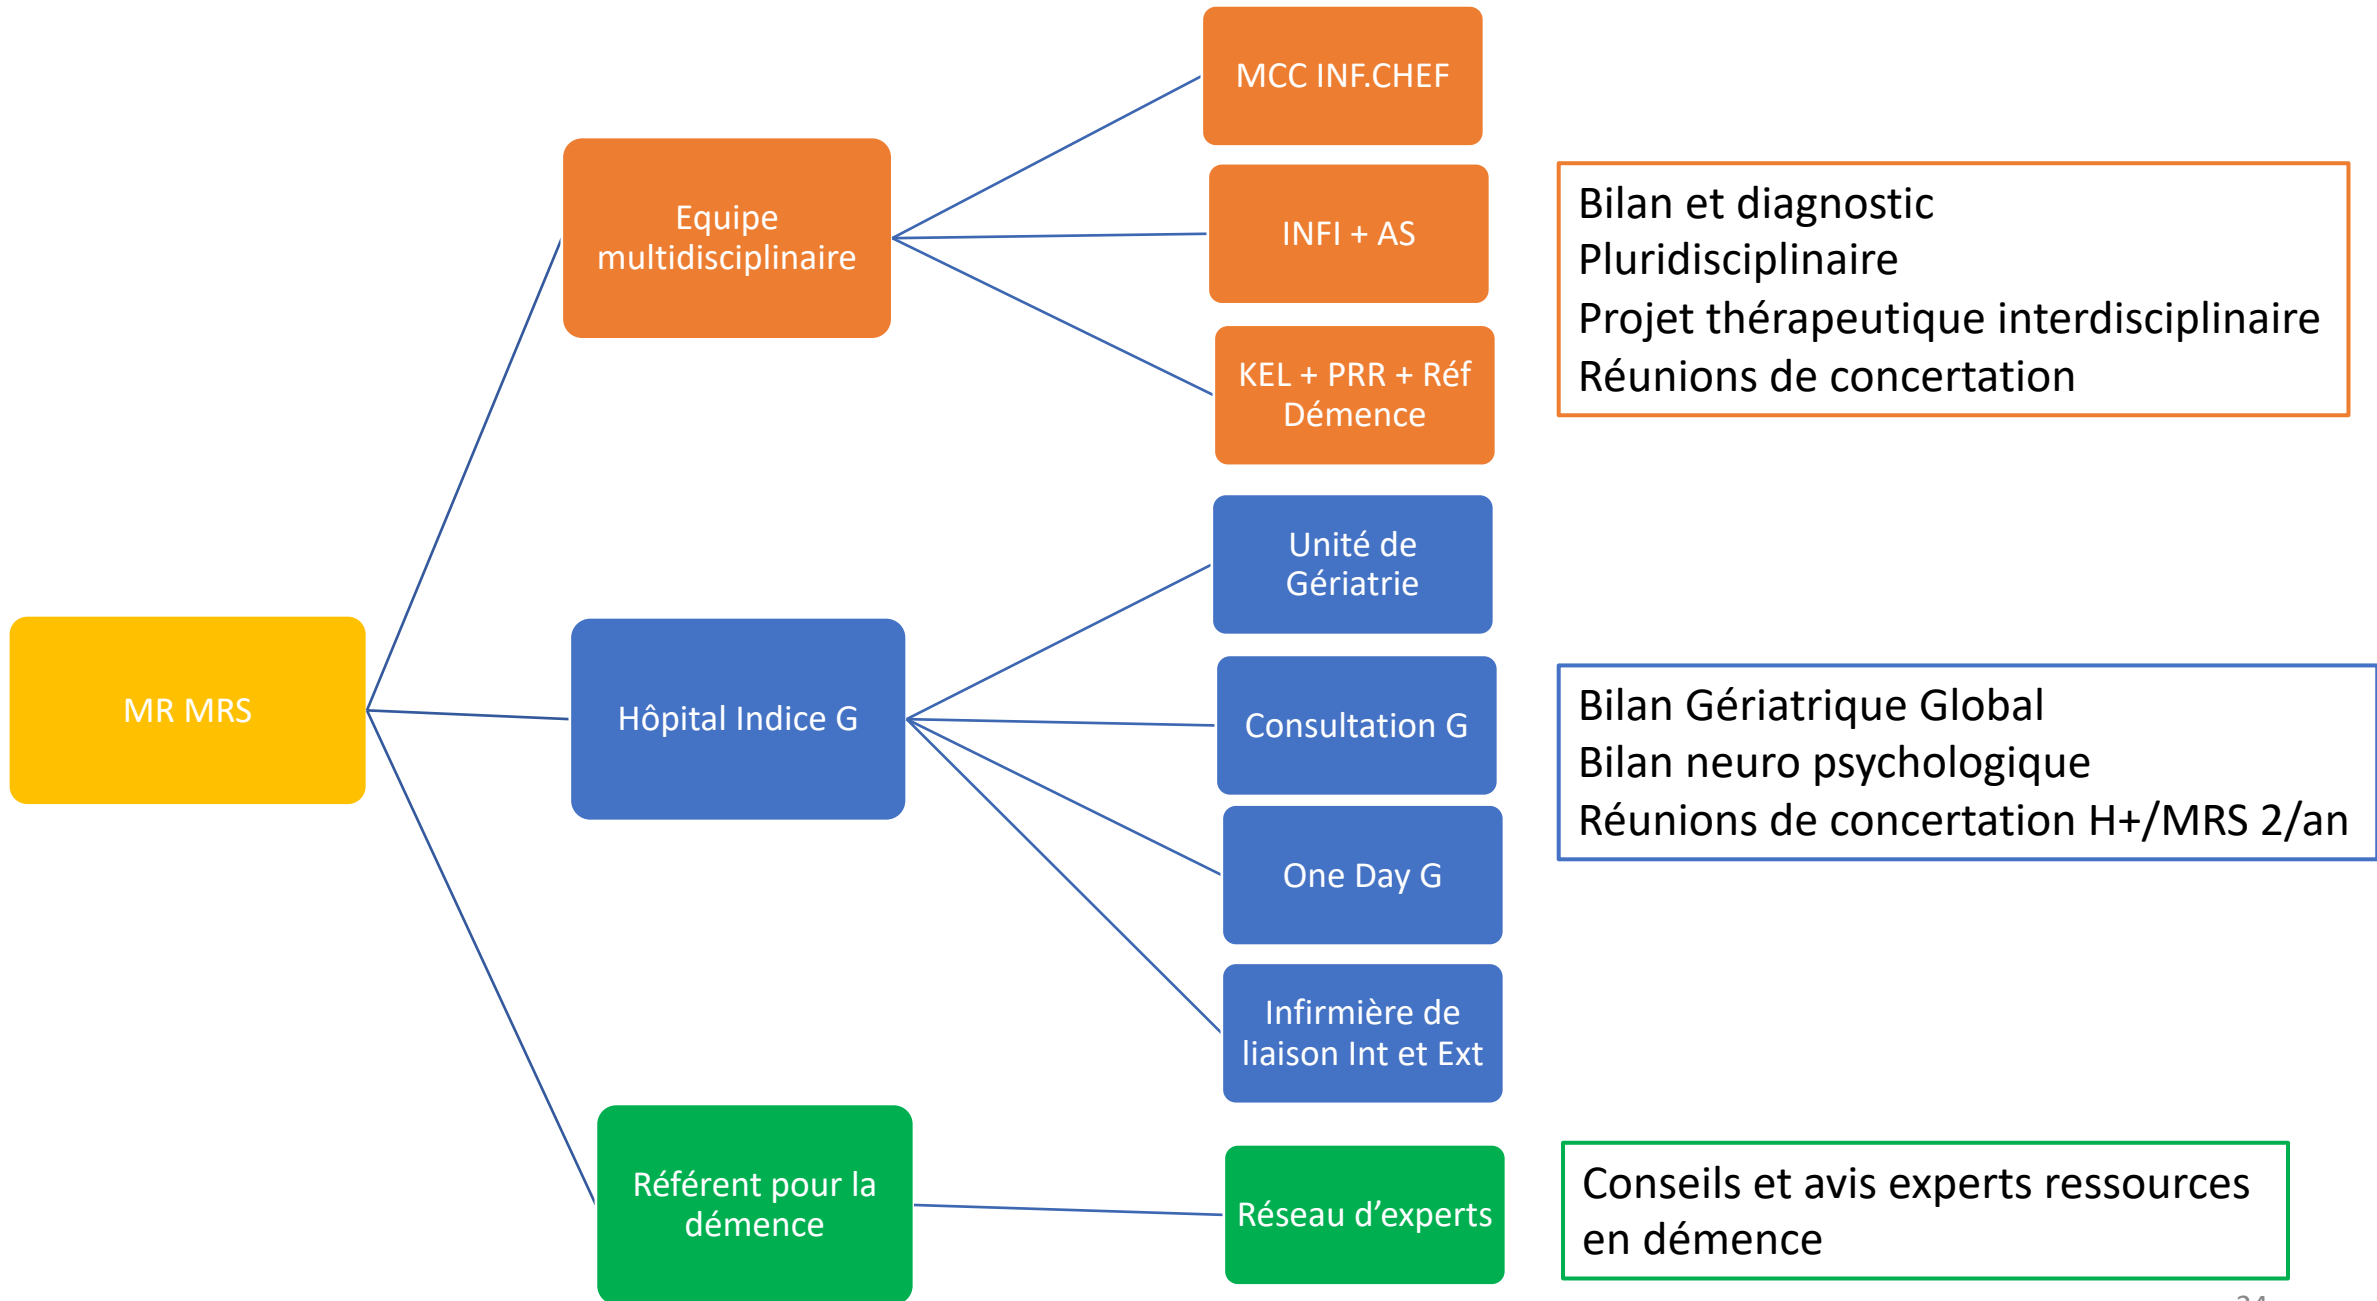 MR MRS
Equipe
multidisciplinaire
MCC INF.CHEF
INFI + AS
KEL + PRR + Réf
Démence
Bilan et diagnostic
Pluridisciplinaire
Projet thérapeutique interdisciplinaire
Réunions de concertation
Hôpital Indice G
Unité de
Gériatrie
Consultation G
One Day G
Infirmière de
liaison Int et Ext
Bilan Gériatrique Global
Bilan neuro psychologique
Réunions de concertation H+/MRS 2/an
Référent pour la
démence
Réseau d’experts
Conseils et avis experts ressources
en démence